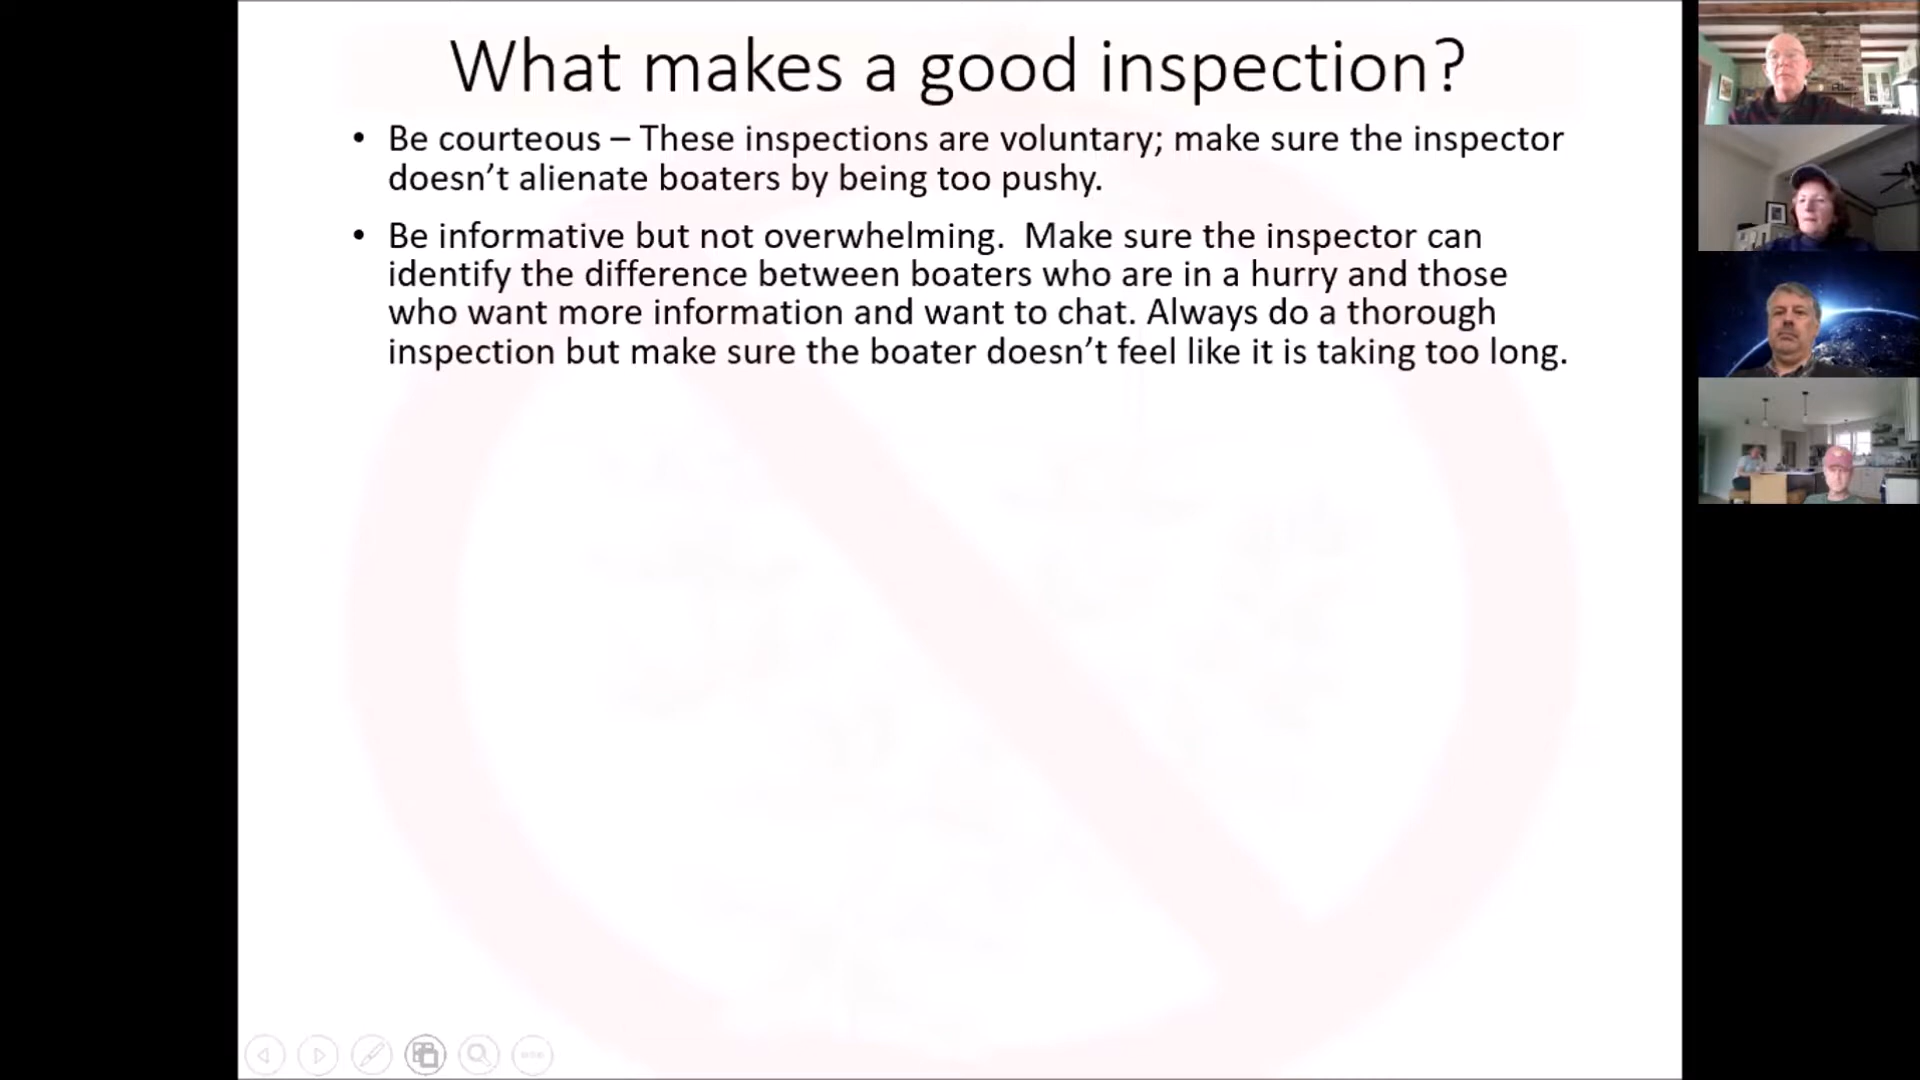 What makes a good inspection?
• Be courteous – These inspections are voluntary; make sure the inspector
doesn’t alienate boaters by being too pushy.
• Be informative but not overwhelming.  Make sure the inspector can
identify the difference between boaters who are in a hurry and those
who want more information and want to chat. Always do a thorough
inspection but make sure the boater doesn’t feel like it is taking too long.